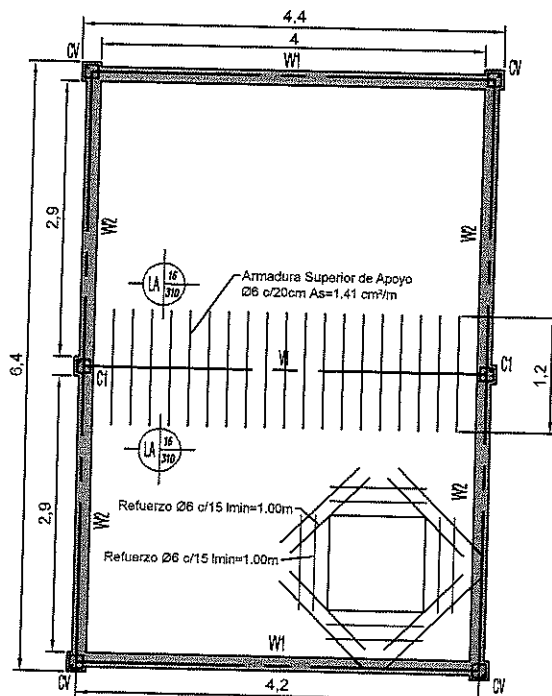 4,4
4
CV
W1
CV
2,9
W2
W2
LA
16
310
Armadura Superior de Apoyo
Ø6 c/20cm As=1,41 cm²/m
6,4
V1
C1
C1
1,2
LA
16
310
2,9
W2
W2
Refuerzo Ø6 c/15 lmin=1.00m
Refuerzo Ø6 c/15 lmin=1.00m
W1
CV
CV
4,2